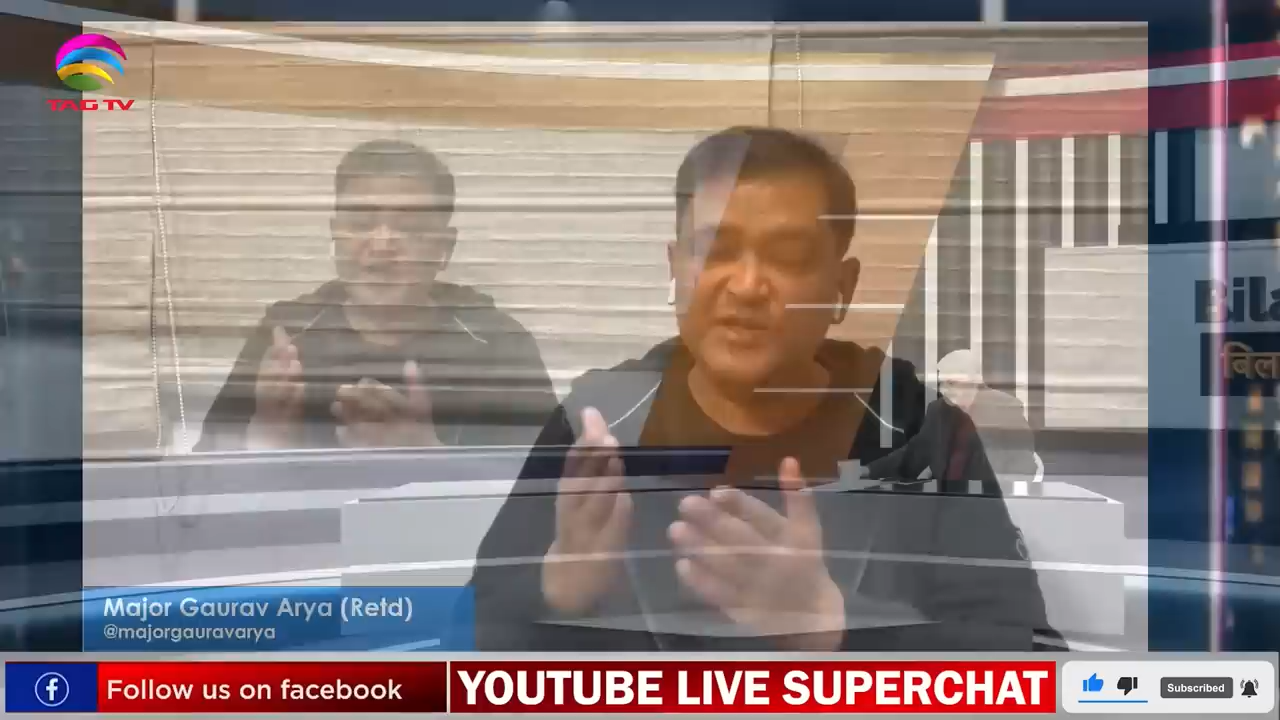 TAG TV
Major Gaurav Arya (Retd)
@majorgauravarya
Follow us on facebook
YOUTUBE LIVE SUPERCHAT
Subscribed